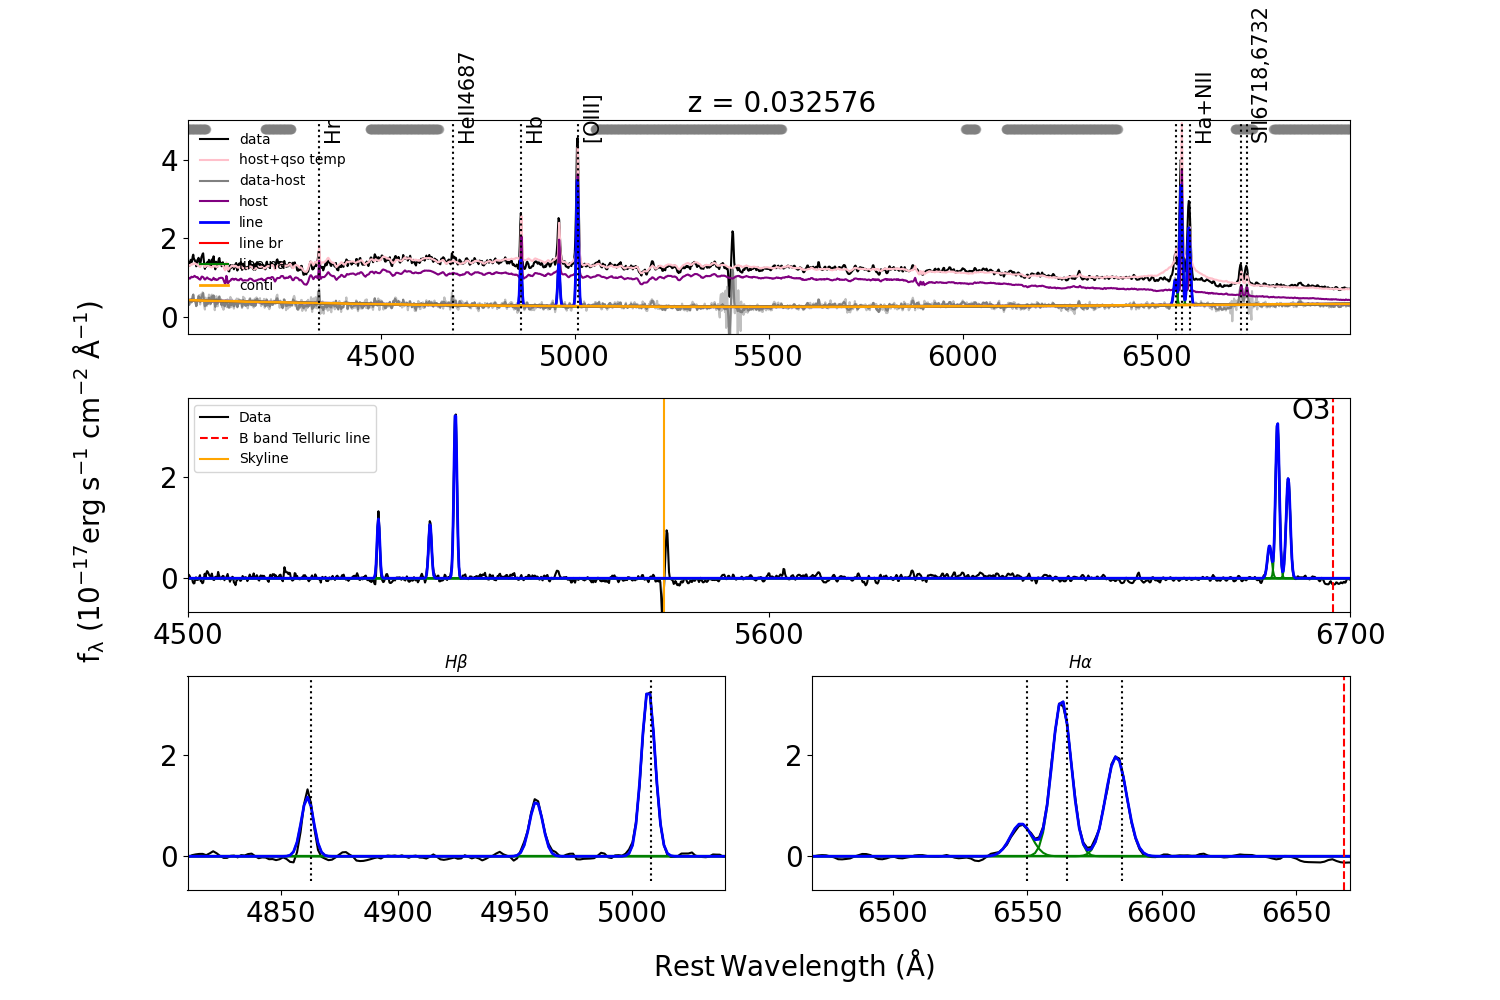 z = 0.032576
Hr
HeII4687
Hb
[OIII]
Ha+NII
SII6718,6732
data
host+qso temp
data-host
host
line
line br
conti
4
2
0
4500
5000
5500
6000
6500
fλ (10⁻¹⁷erg s⁻¹ cm⁻² Å⁻¹)
O3
Data
B band Telluric line
Skyline
2
0
4500
5600
6700
Hβ
2
0
4850
4900
4950
5000
Hα
2
0
6500
6550
6600
6650
Rest Wavelength (Å)